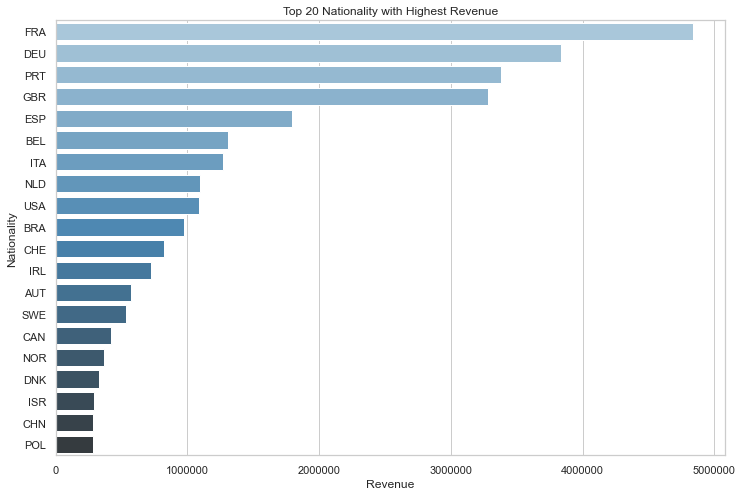 Top 20 Nationality with Highest Revenue
FRA
DEU
PRT
GBR
ESP
BEL
ITA
NLD
USA
BRA
CHE
IRL
AUT
SWE
CAN
NOR
DNK
ISR
CHN
POL
Nationality
0 1000000 2000000 3000000 4000000 5000000
Revenue